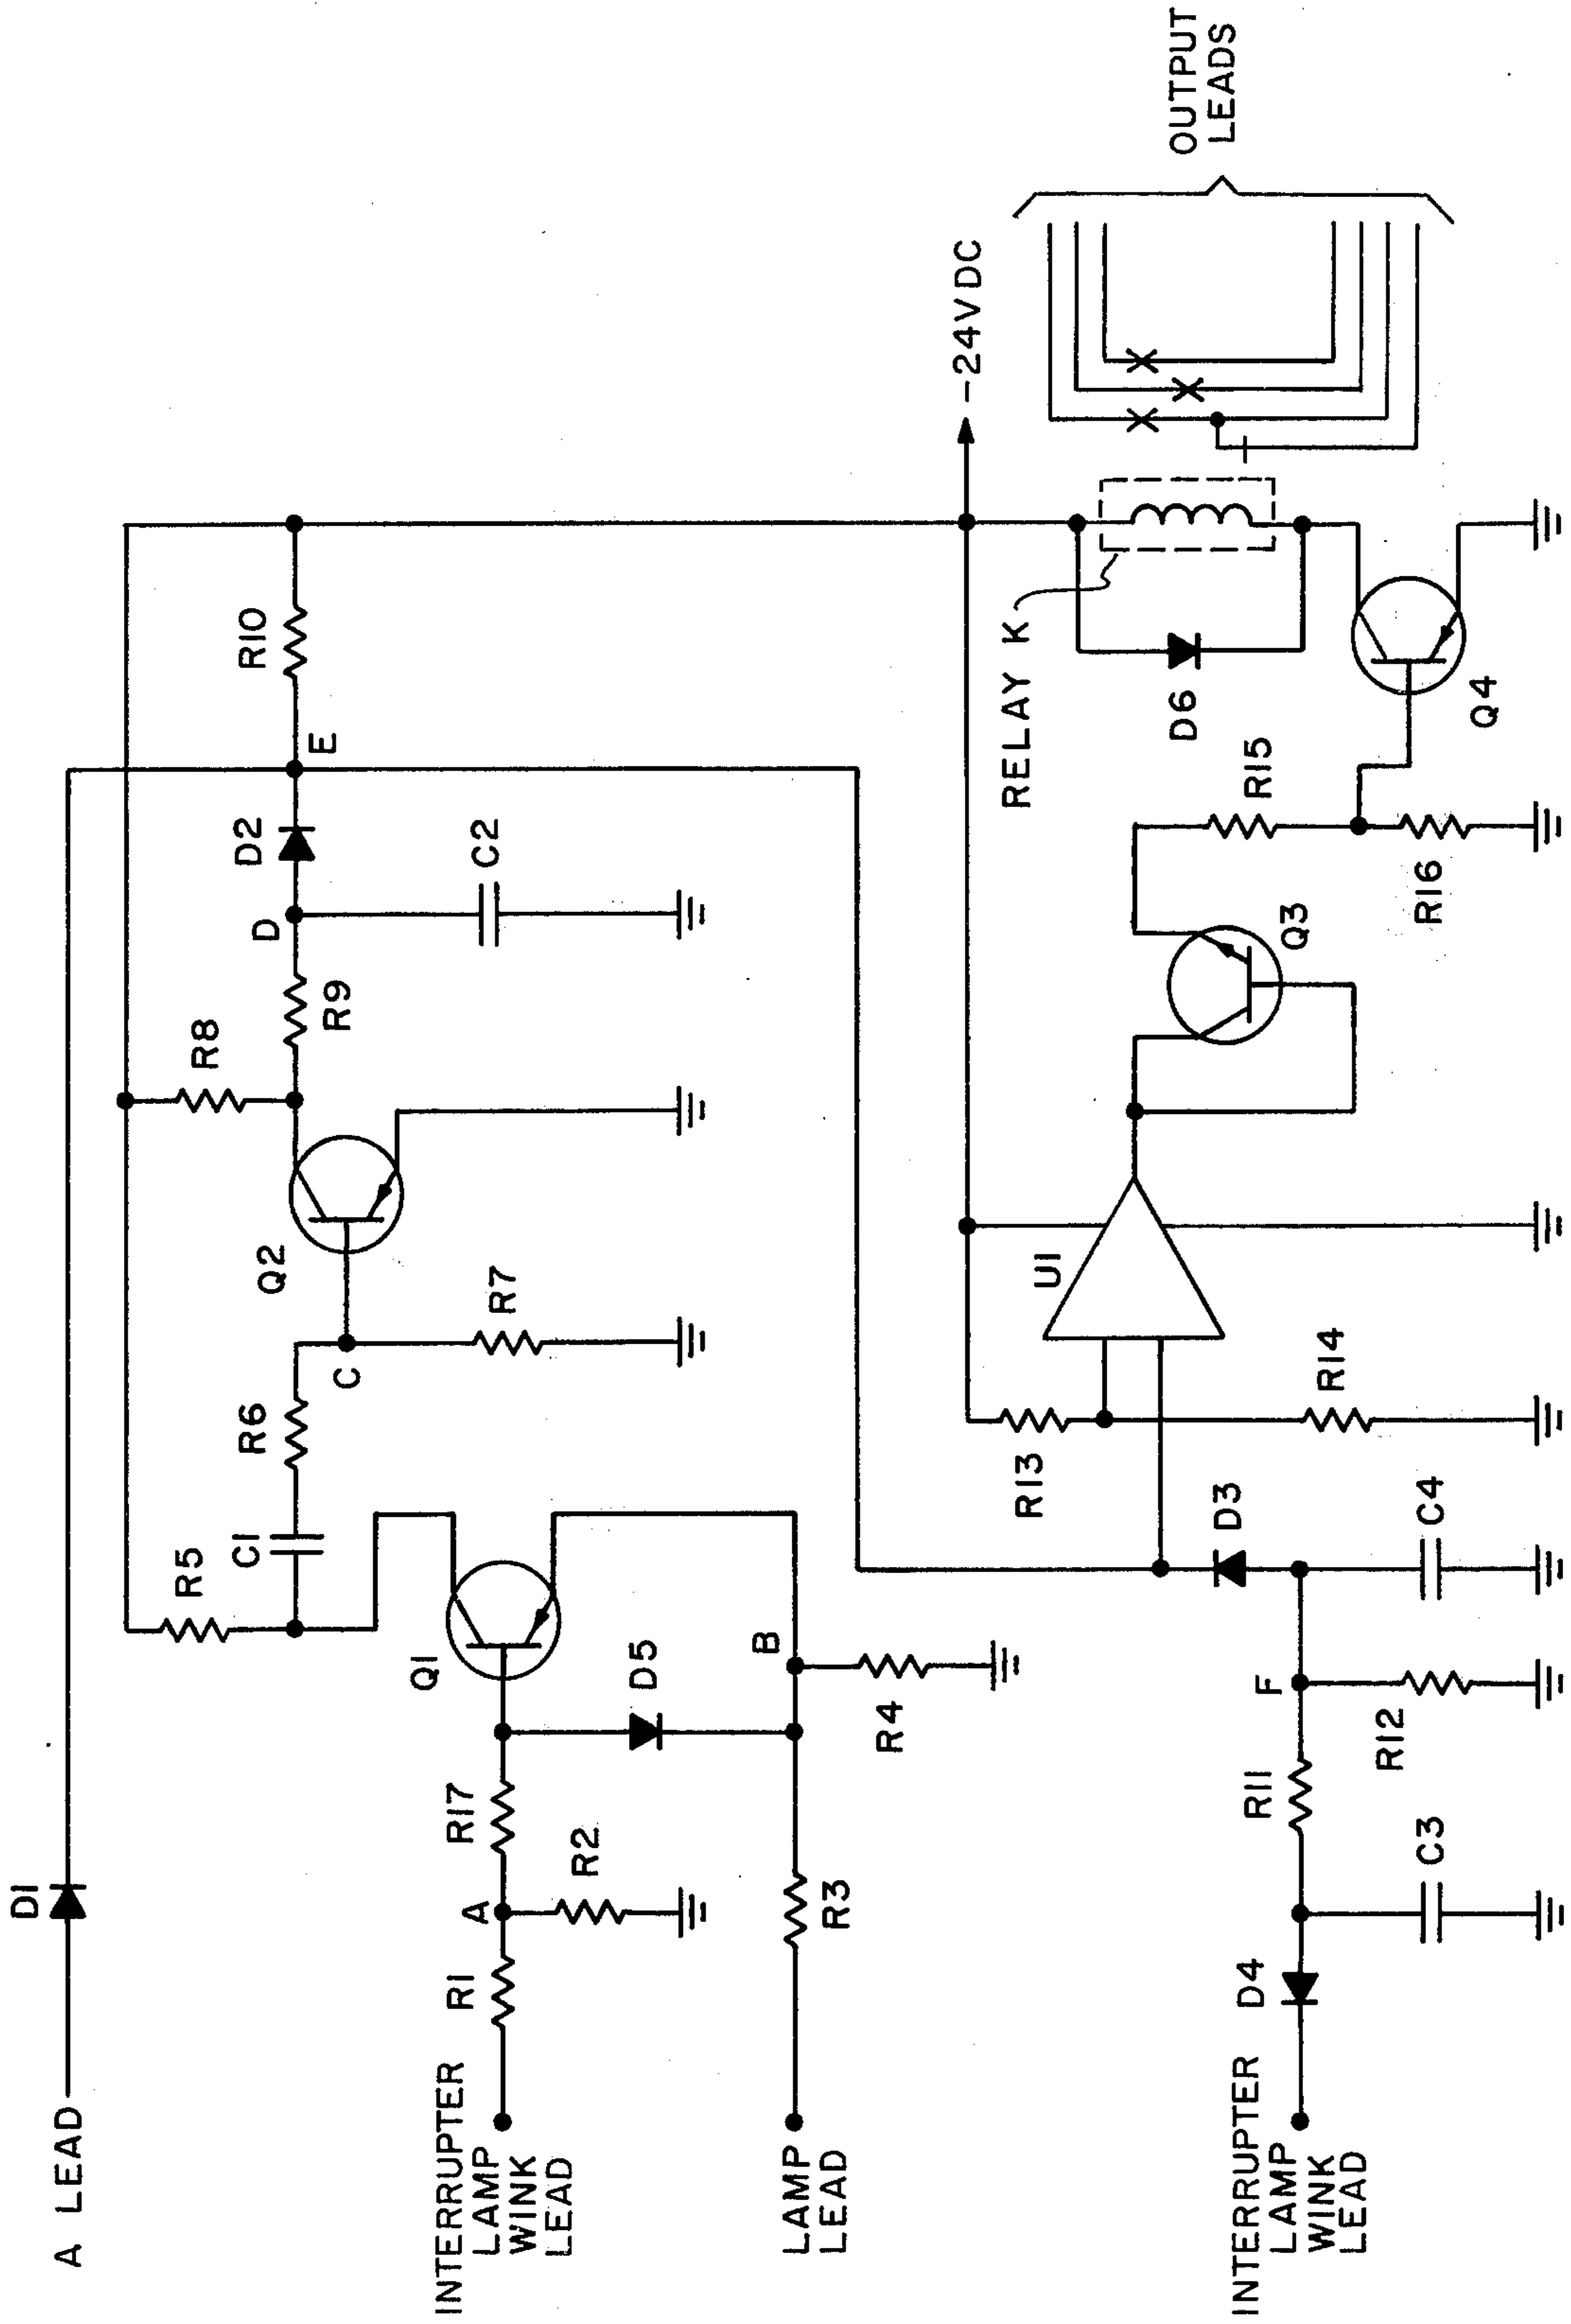 A LEAD
D1
R10
E
D2
D
C2
R9
R8
Q2
C
R7
R6
C1
R5
Q1
D5
B
R4
R17
A
R2
R1
R3
INTERRUPTER
LAMP
WINK
LEAD
LAMP
LEAD
-24VDC
OUTPUT
LEADS
RELAY K
D6
Q4
R15
R16
Q3
U1
R13
R14
D3
C4
F
R12
R11
C3
D4
INTERRUPTER
LAMP
WINK
LEAD